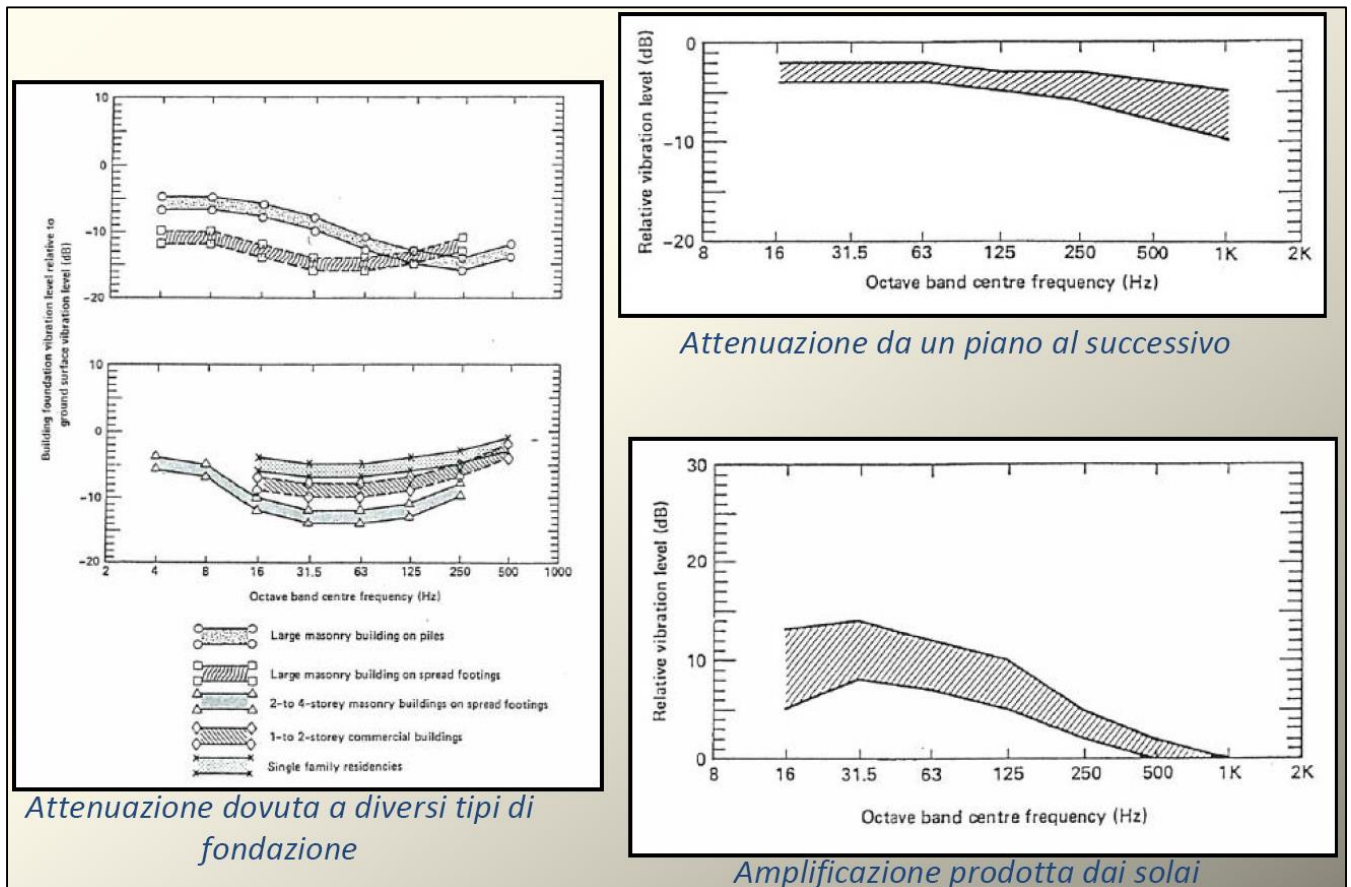 Building foundation vibration level relative to
ground surface vibration level (dB)
10
0
-10
-20
10
0
-10
-20
2 4 8 16 31.5 63 125 250 500 1000
Octave band centre frequency (Hz)
Large masonry building on piles
Large masonry building on spread footings
2-to 4-storey masonry buildings on spread footings
1-to 2-storey commercial buildings
Single family residencies
Attenuazione dovuta a diversi tipi di
fondazione
Relative vibration level (dB)
0
-10
-20
8 16 31.5 63 125 250 500 1K 2K
Octave band centre frequency (Hz)
Attenuazione da un piano al successivo
Relative vibration level (dB)
30
20
10
0
8 16 31.5 63 125 250 500 1K 2K
Octave band centre frequency (Hz)
Amplificazione prodotta dai solai